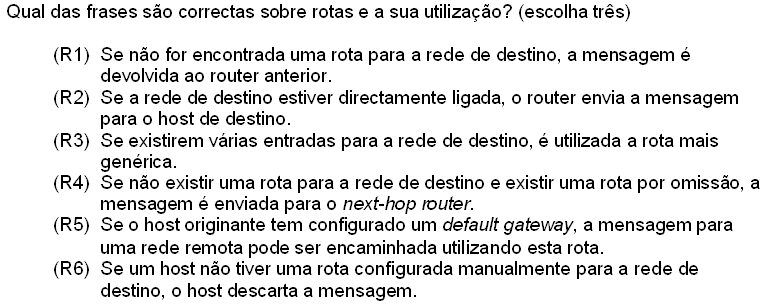 Qual das frases são correctas sobre rotas e a sua utilização? (escolha três)
(R1) Se não for encontrada uma rota para a rede de destino, a mensagem é
devolvida ao router anterior.
(R2) Se a rede de destino estiver directamente ligada, o router envia a mensagem
para o host de destino.
(R3) Se existirem várias entradas para a rede de destino, é utilizada a rota mais
genérica.
(R4) Se não existir uma rota para a rede de destino e existir uma rota por omissão, a
mensagem é enviada para o next-hop router.
(R5) Se o host originante tem configurado um default gateway, a mensagem para
uma rede remota pode ser encaminhada utilizando esta rota.
(R6) Se um host não tiver uma rota configurada manualmente para a rede de
destino, o host descarta a mensagem.